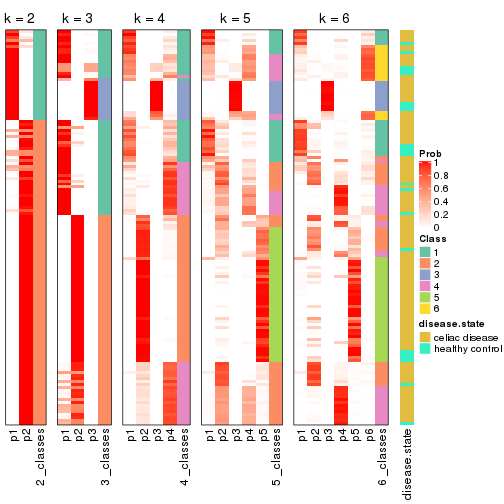 k = 2 k = 3 k = 4 k = 5 k = 6
Prob
1
0.8
0.6
0.4
0.2
0
Class
1
2
3
4
5
6
disease.state
celiac disease
healthy control
p1 p2 2_classes p1 p2 p3 3_classes p1 p2 p3 p4 4_classes p1 p2 p3 p4 p5 5_classes p1 p2 p3 p4 p5 p6 6_classes disease.state